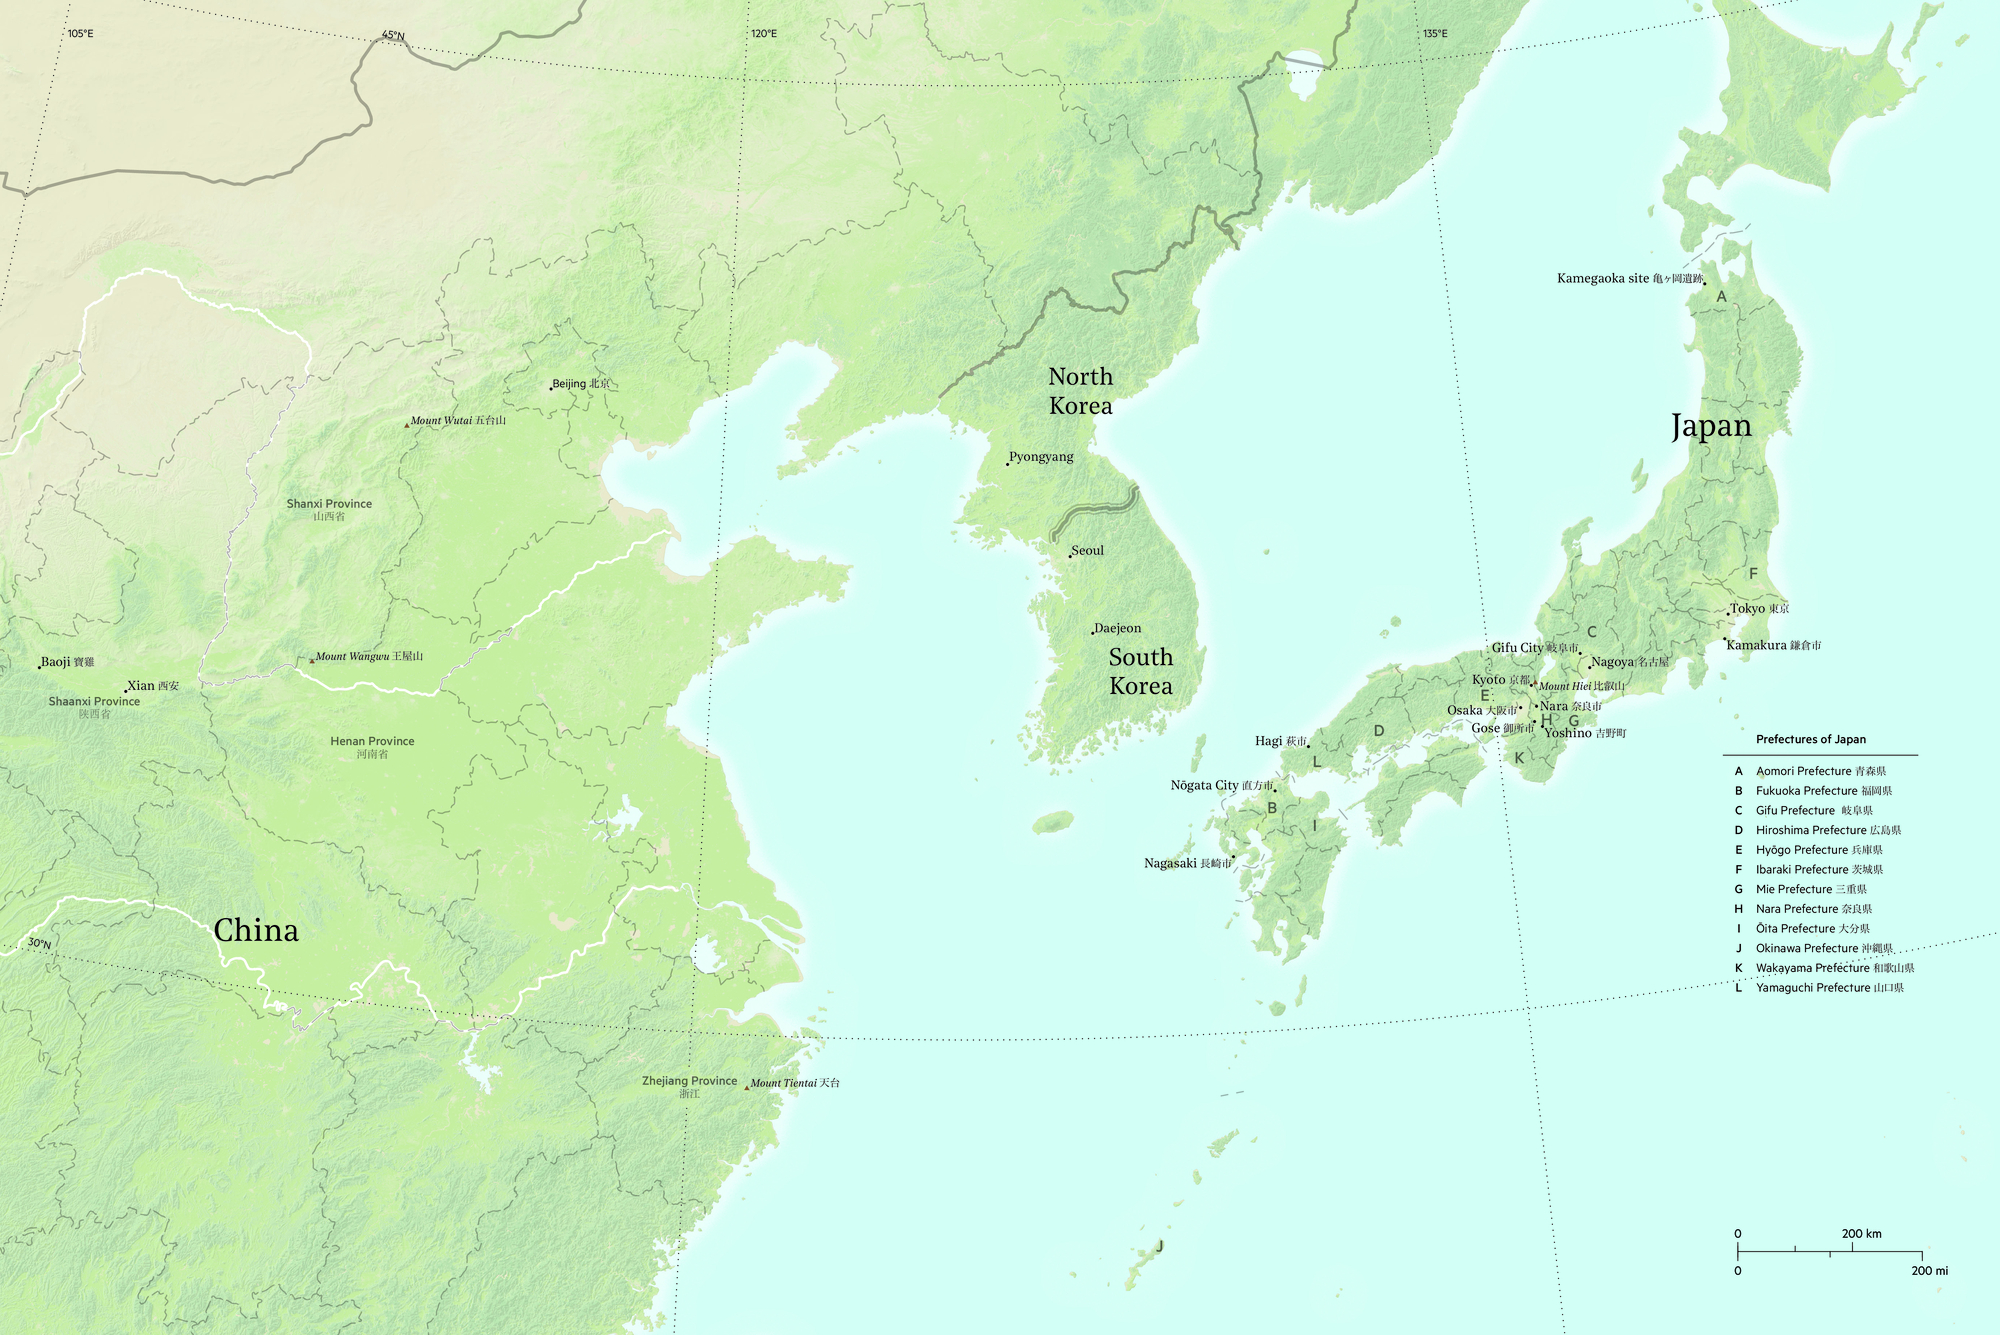 105°E
45°N
120°E
135°E
Kamegaoka site 亀ヶ岡遺跡
A
North
Korea
Beijing 北京
Mount Wutai 五台山
Japan
Pyongyang
Shanxi Province
山西省
Seoul
F
Tokyo 東京
Daejeon
C
Gifu City 岐阜市
Kamakura 鎌倉市
South
Korea
Mount Wangwu 王屋山
Baoji 寶雞
Nagoya 名古屋
Xian 西安
Kyoto 京都
Mount Hiei 比叡山
E
Shaanxi Province
陕西省
Osaka 大阪市
Nara 奈良市
H
G
Gose 御所市
Yoshino 吉野町
D
Henan Province
河南省
Hagi 萩市
L
K
Nōgata City 直方市
B
I
Nagasaki 長崎市
China
30°N
Zhejiang Province
浙江
Mount Tientai 天台
J
Prefectures of Japan
A Aomori Prefecture 青森県
B Fukuoka Prefecture 福岡県
C Gifu Prefecture 岐阜県
D Hiroshima Prefecture 広島県
E Hyōgo Prefecture 兵庫県
F Ibaraki Prefecture 茨城県
G Mie Prefecture 三重県
H Nara Prefecture 奈良県
I Ōita Prefecture 大分県
J Okinawa Prefecture 沖縄県
K Wakayama Prefecture 和歌山県
L Yamaguchi Prefecture 山口県
0 200 km
0 200 mi